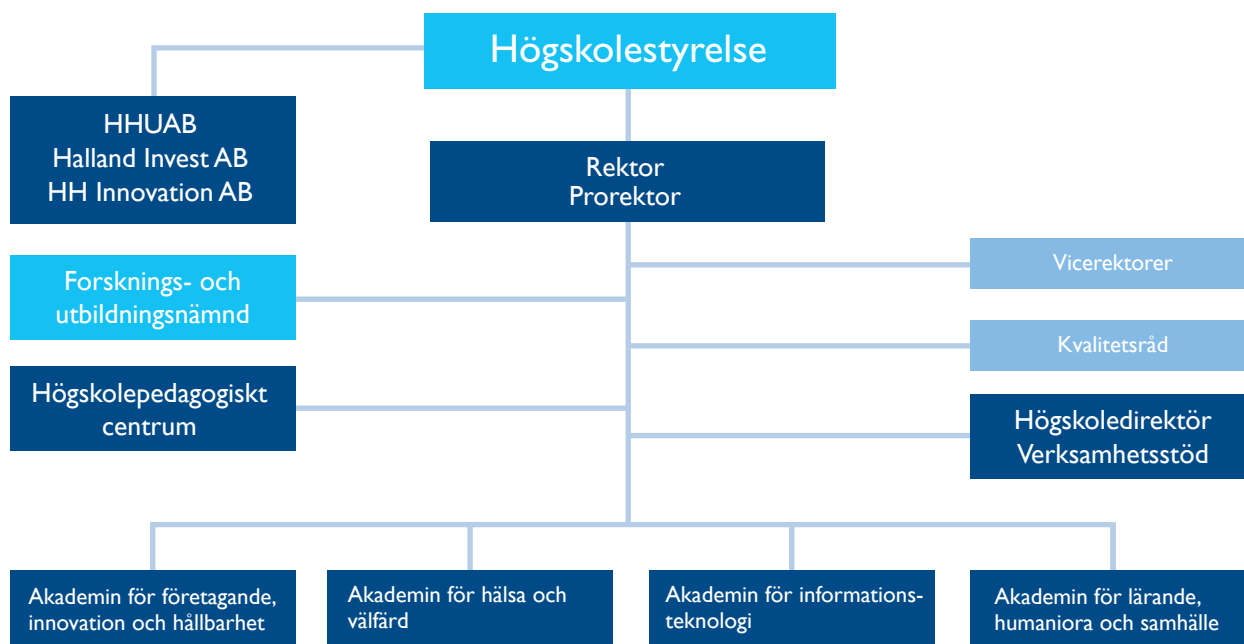 Högskolestyrelse
HHUAB
Halland Invest AB
HH Innovation AB
Rektor
Prorektor
Vicerektorer
Forsknings- och
utbildningsnämnd
Kvalitetsråd
Högskolepedagogiskt
centrum
Högskoledirektör
Verksamhetsstöd
Akademin för företagande,
innovation och hållbarhet
Akademin för hälsa och
välfärd
Akademin för informations-
teknologi
Akademin för lärande,
humaniora och samhälle